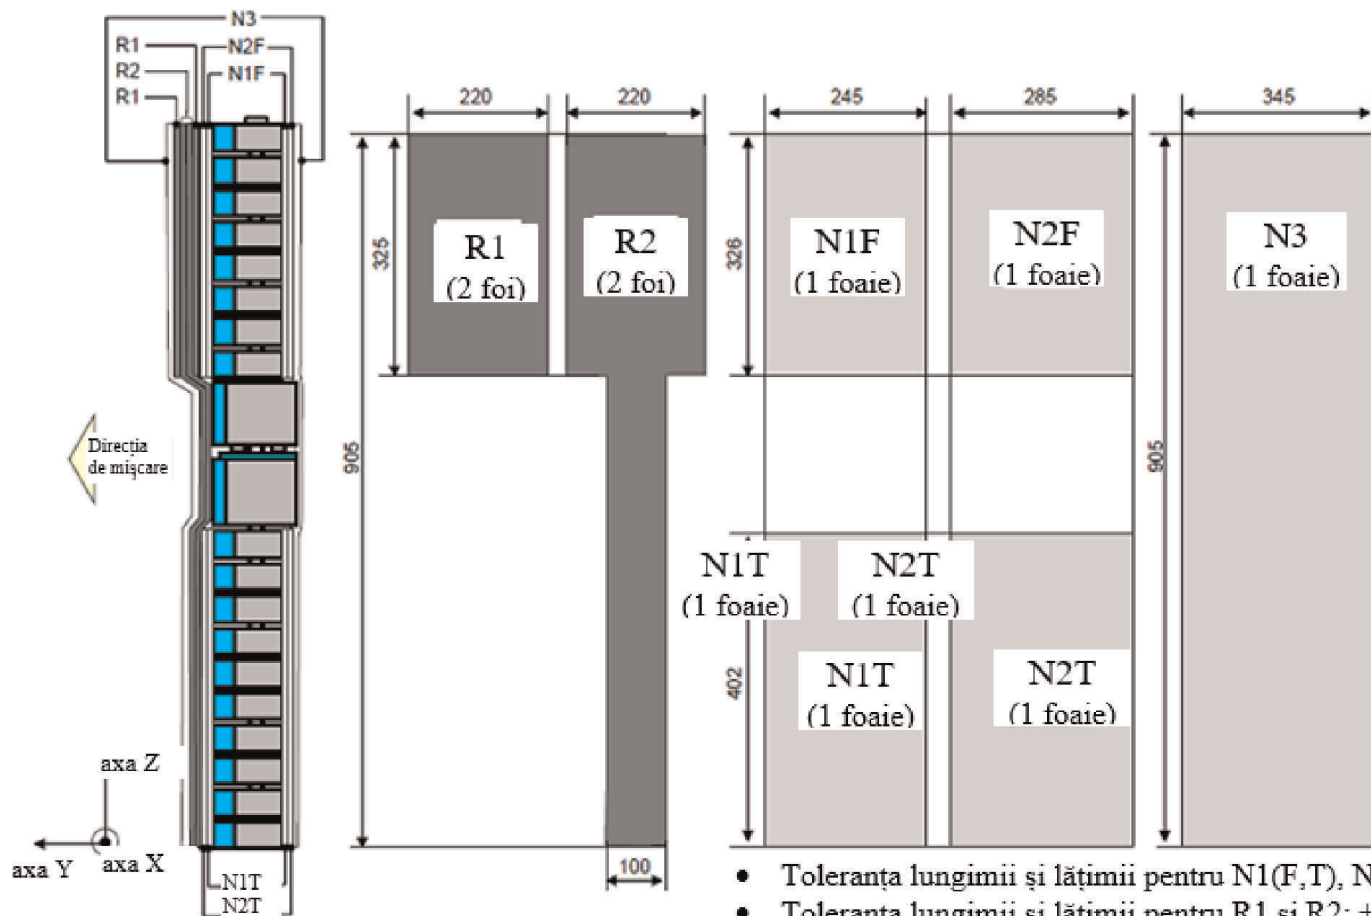 N3
R1
N2F
R2
N1F
R1
220
220
245
285
345
325
R1
(2 foi)
R2
(2 foi)
326
N1F
(1 foaie)
N2F
(1 foaie)
N3
(1 foaie)
Direcția
de mișcare
905
905
N1T
(1 foaie)
N2T
(1 foaie)
402
N1T
(1 foaie)
N2T
(1 foaie)
axa Z
axa Y
axa X
100
N1T
N2T
• Toleranța lungimii și lățimii pentru N1(F,T), N
• Toleranța lungimii și lățimii pentru R1 și R2: